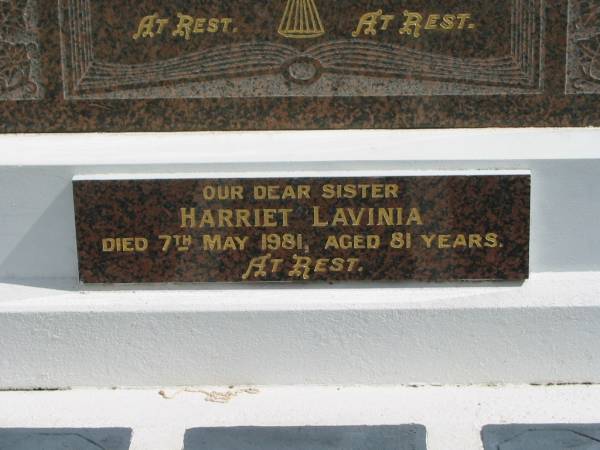 At Rest. At Rest.
OUR DEAR SISTER
HARRIET LAVINIA
DIED 7TH MAY 1981, AGED 81 YEARS.
At Rest.